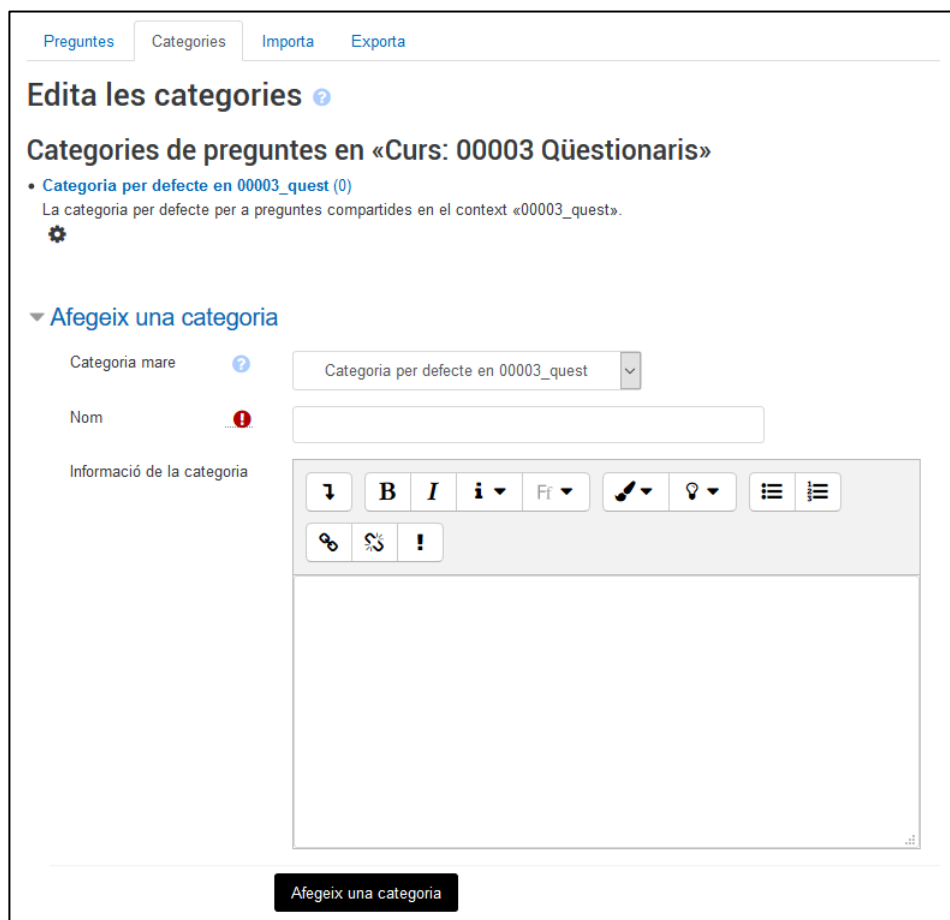 Preguntes Categories Importa Exporta
Edita les categories
Categories de preguntes en «Curs: 00003 Qüestionaris»
• Categoria per defecte en 00003_quest (0)
La categoria per defecte per a preguntes compartides en el context «00003_quest».
Afegeix una categoria
Categoria mare ? Categoria per defecte en 00003_quest
Nom
Informació de la categoria
B I i Ff
!
Afegeix una categoria